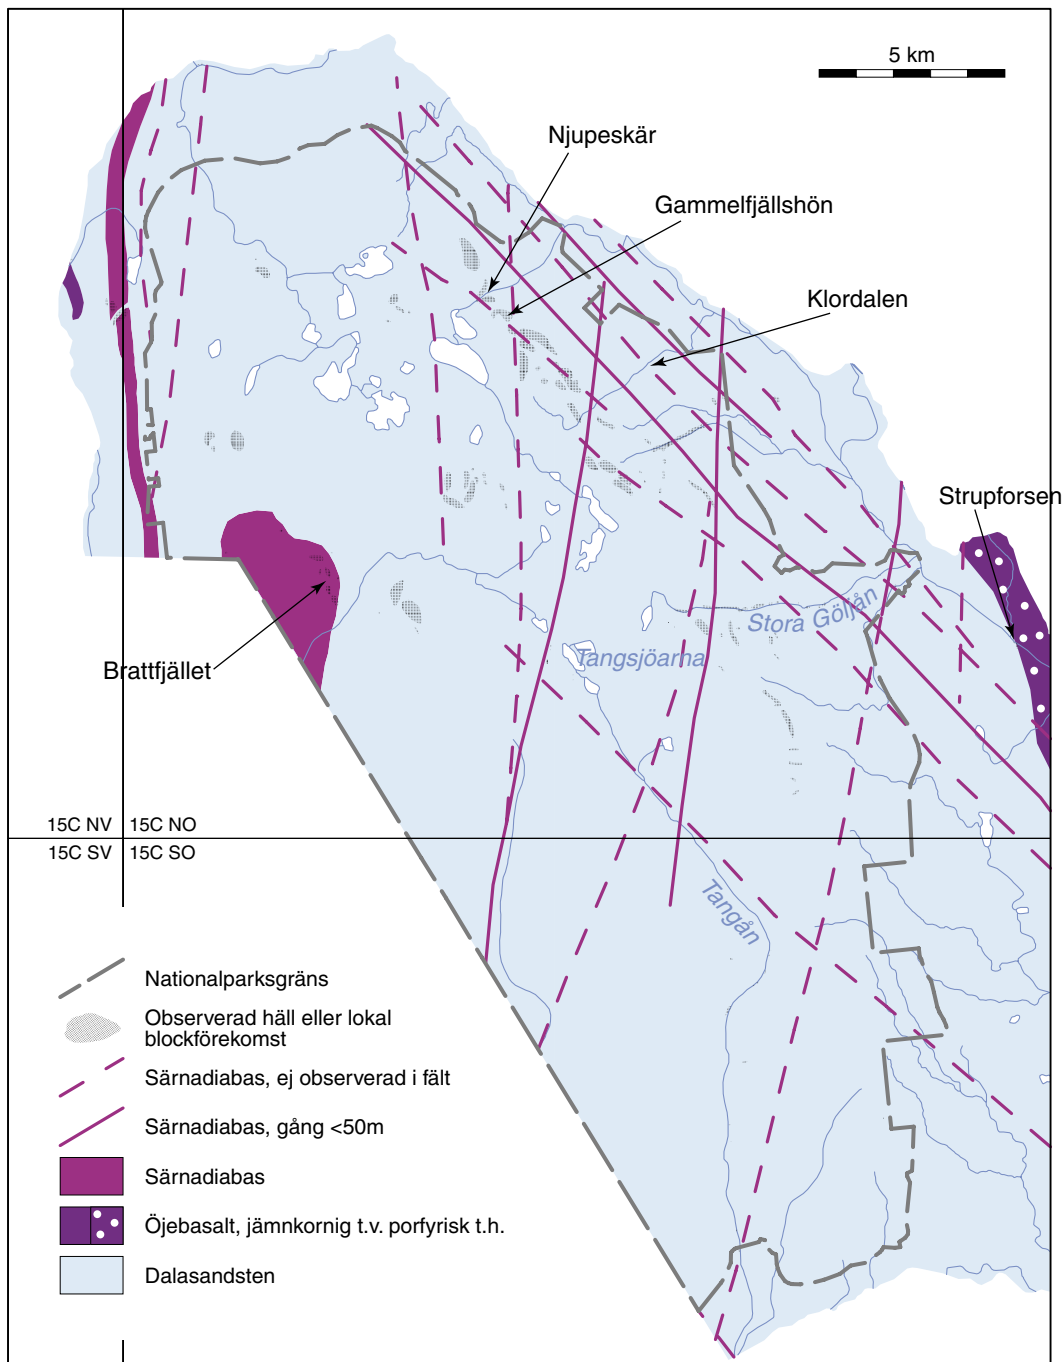 5 km
Njupeskär
Gammelfjällshön
Klordalen
Strupforsen
Stora Göljån
Tangsjöarna
Brattfjället
15C NV
15C NO
15C SV
15C SO
Tangån
Nationalparksgräns
Observerad häll eller lokal
blockförekomst
Särnadiabas, ej observerad i fält
Särnadiabas, gång <50m
Särnadiabas
Öjebasalt, jämnkornig t.v. porfyrisk t.h.
Dalasandsten